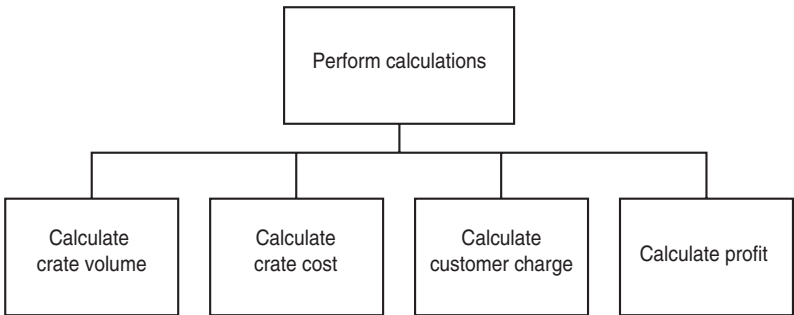 Perform calculations
Calculate
crate volume
Calculate
crate cost
Calculate
customer charge
Calculate profit